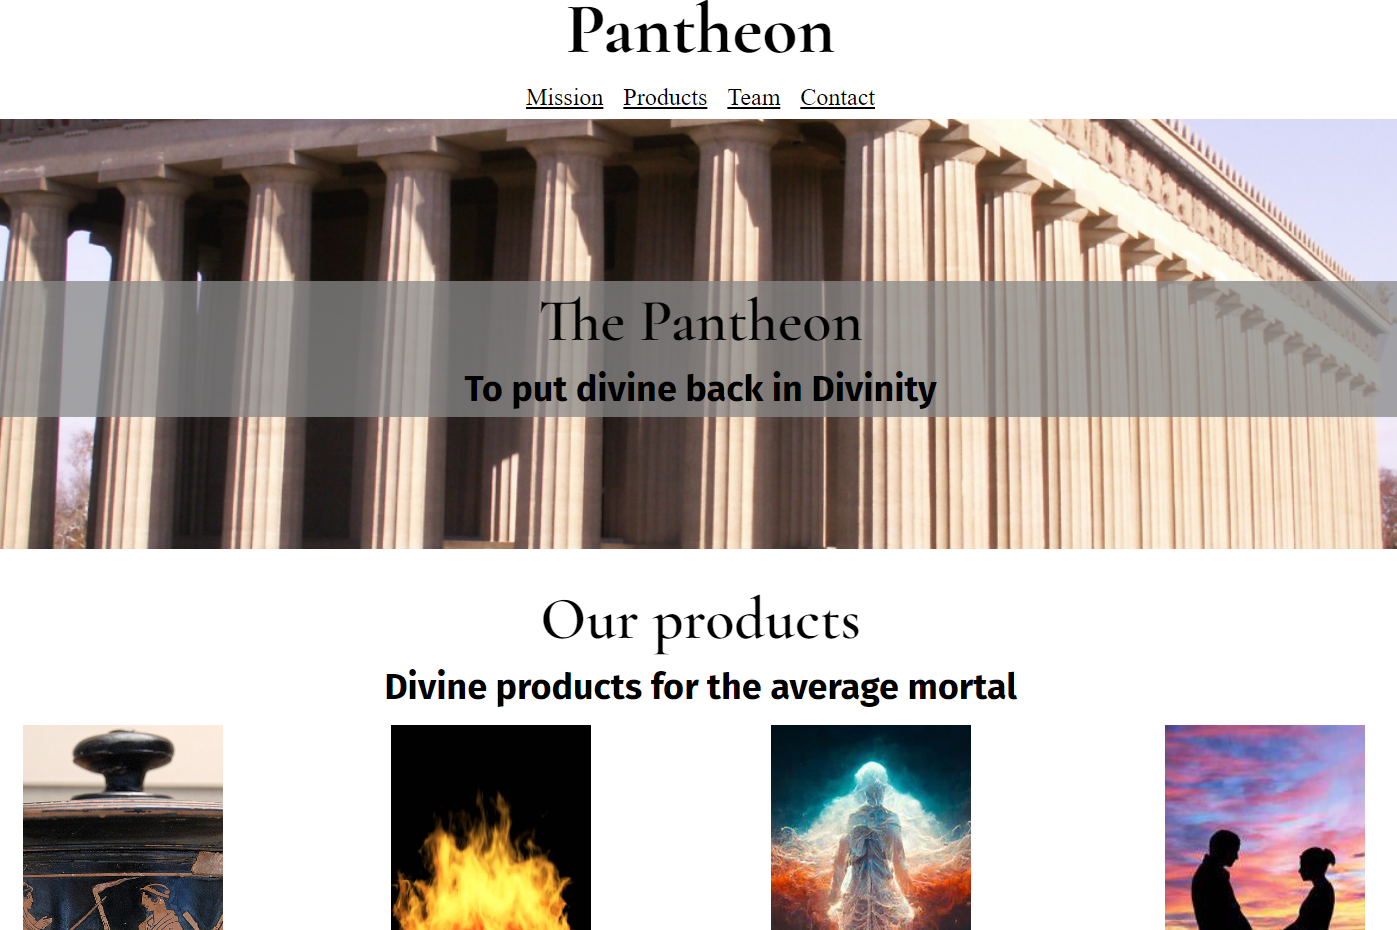 Pantheon
Mission Products Team Contact
The Pantheon
To put divine back in Divinity
Our products
Divine products for the average mortal